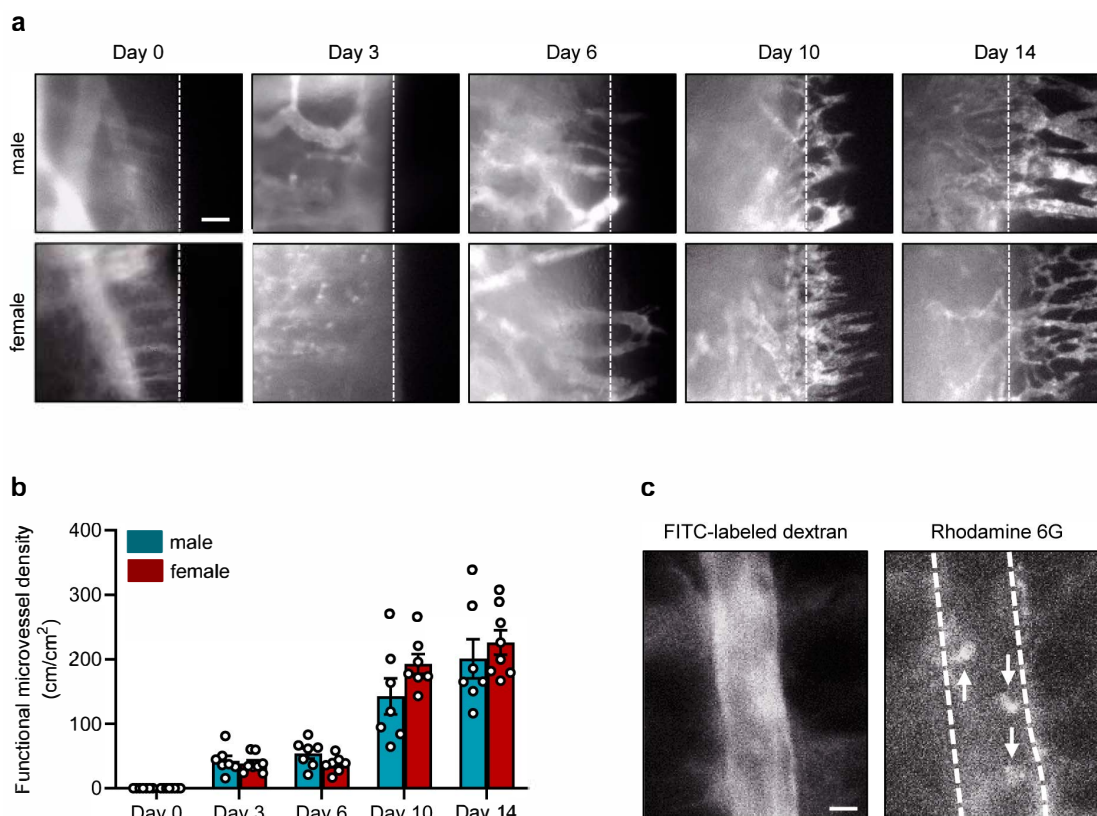 a
Day 0 Day 3 Day 6 Day 10 Day 14
male
female
b
Functional microvessel density
(cm/cm²)
400
300
200
100
0
male
female
Day 0 Day 3 Day 6 Day 10 Day 14
c
FITC-labeled dextran Rhodamine 6G